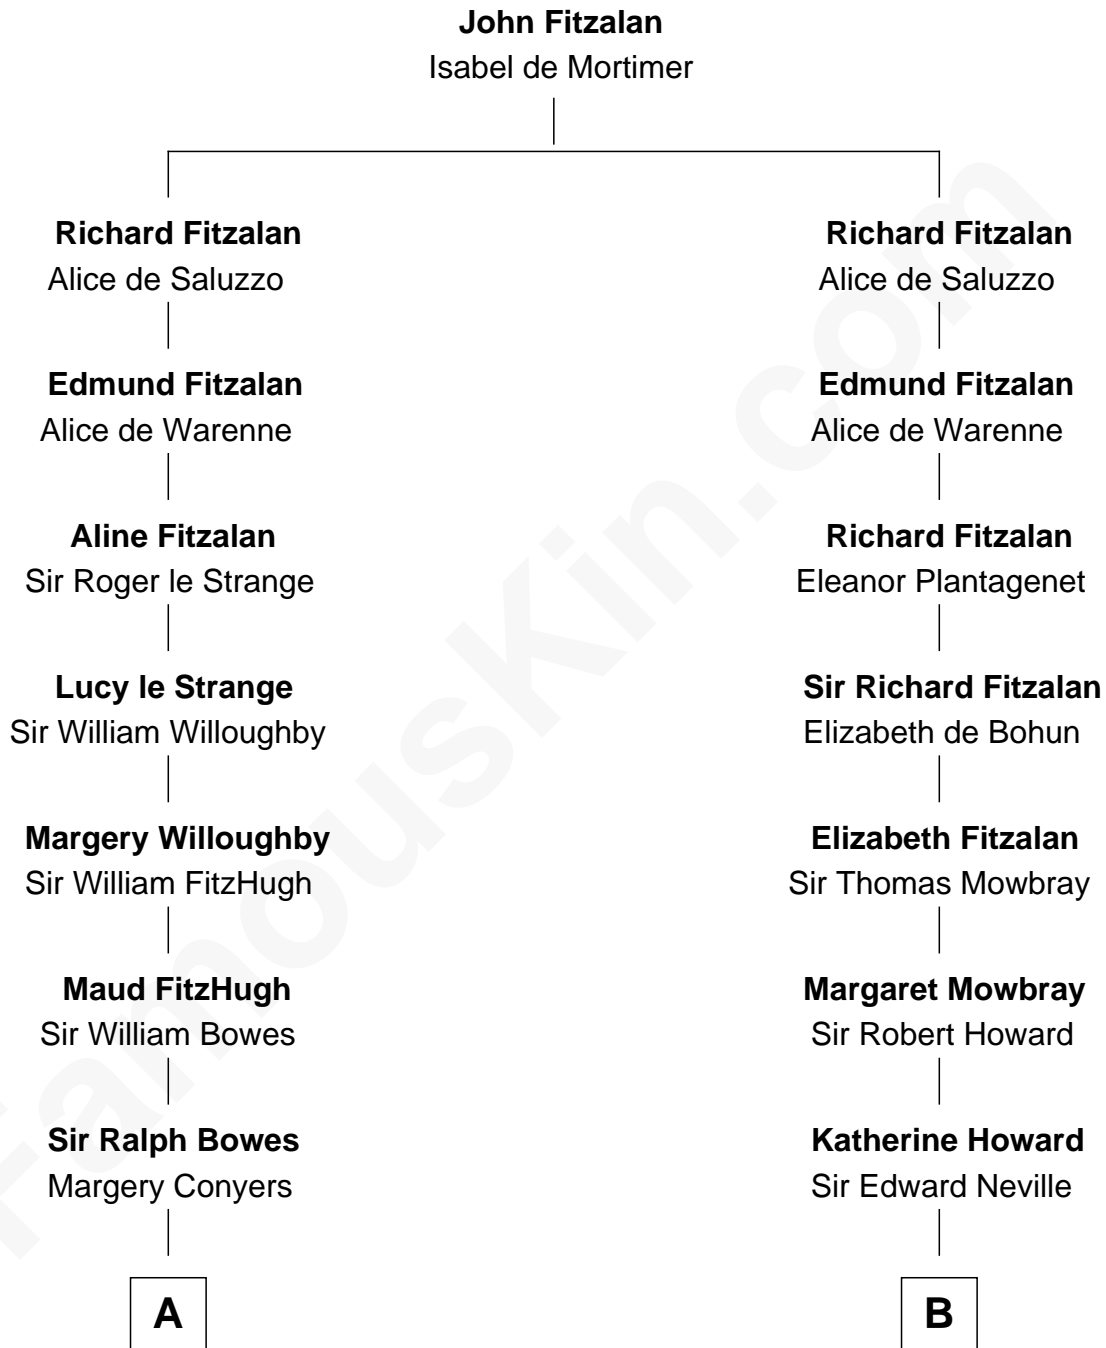 John Fitzalan
Isabel de Mortimer
Richard Fitzalan
Alice de Saluzzo
Edmund Fitzalan
Alice de Warenne
Aline Fitzalan
Sir Roger le Strange
Lucy le Strange
Sir William Willoughby
Margery Willoughby
Sir William FitzHugh
Maud FitzHugh
Sir William Bowes
Sir Ralph Bowes
Margery Conyers
A
Richard Fitzalan
Alice de Saluzzo
Edmund Fitzalan
Alice de Warenne
Richard Fitzalan
Eleanor Plantagenet
Sir Richard Fitzalan
Elizabeth de Bohun
Elizabeth Fitzalan
Sir Thomas Mowbray
Margaret Mowbray
Sir Robert Howard
Katherine Howard
Sir Edward Neville
B
FamousKin.com